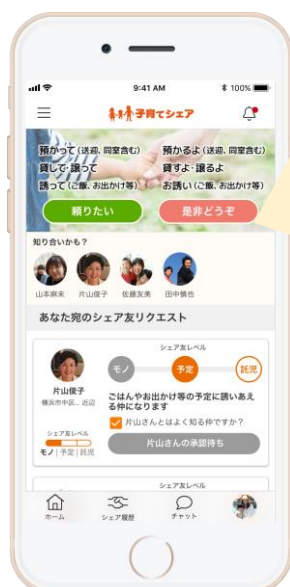 9:41 AM
100%
子育てシェア
預かって(送迎、同室含む)
貸して・譲って
誘って(ご飯、お出かけ等)
預かるよ(送迎、同室含む)
貸すよ・譲るよ
お誘い(ご飯、お出かけ等)
頼りたい
是非どうぞ
知り合いかも？
山本麻未
片山俊子
佐藤友美
田中慎也
あなた宛のシェア友リクエスト
シェア友レベル
モノ
予定
託児
片山俊子
横浜市中区... 近辺
ごはんやお出かけ等の予定に誘いあえ
る仲になります
片山さんとはよく知る仲ですか？
シェア友レベル
モノ|予定|託児
片山さんの承認待ち
シェア友レベル
ホーム
シェア履歴
チャット